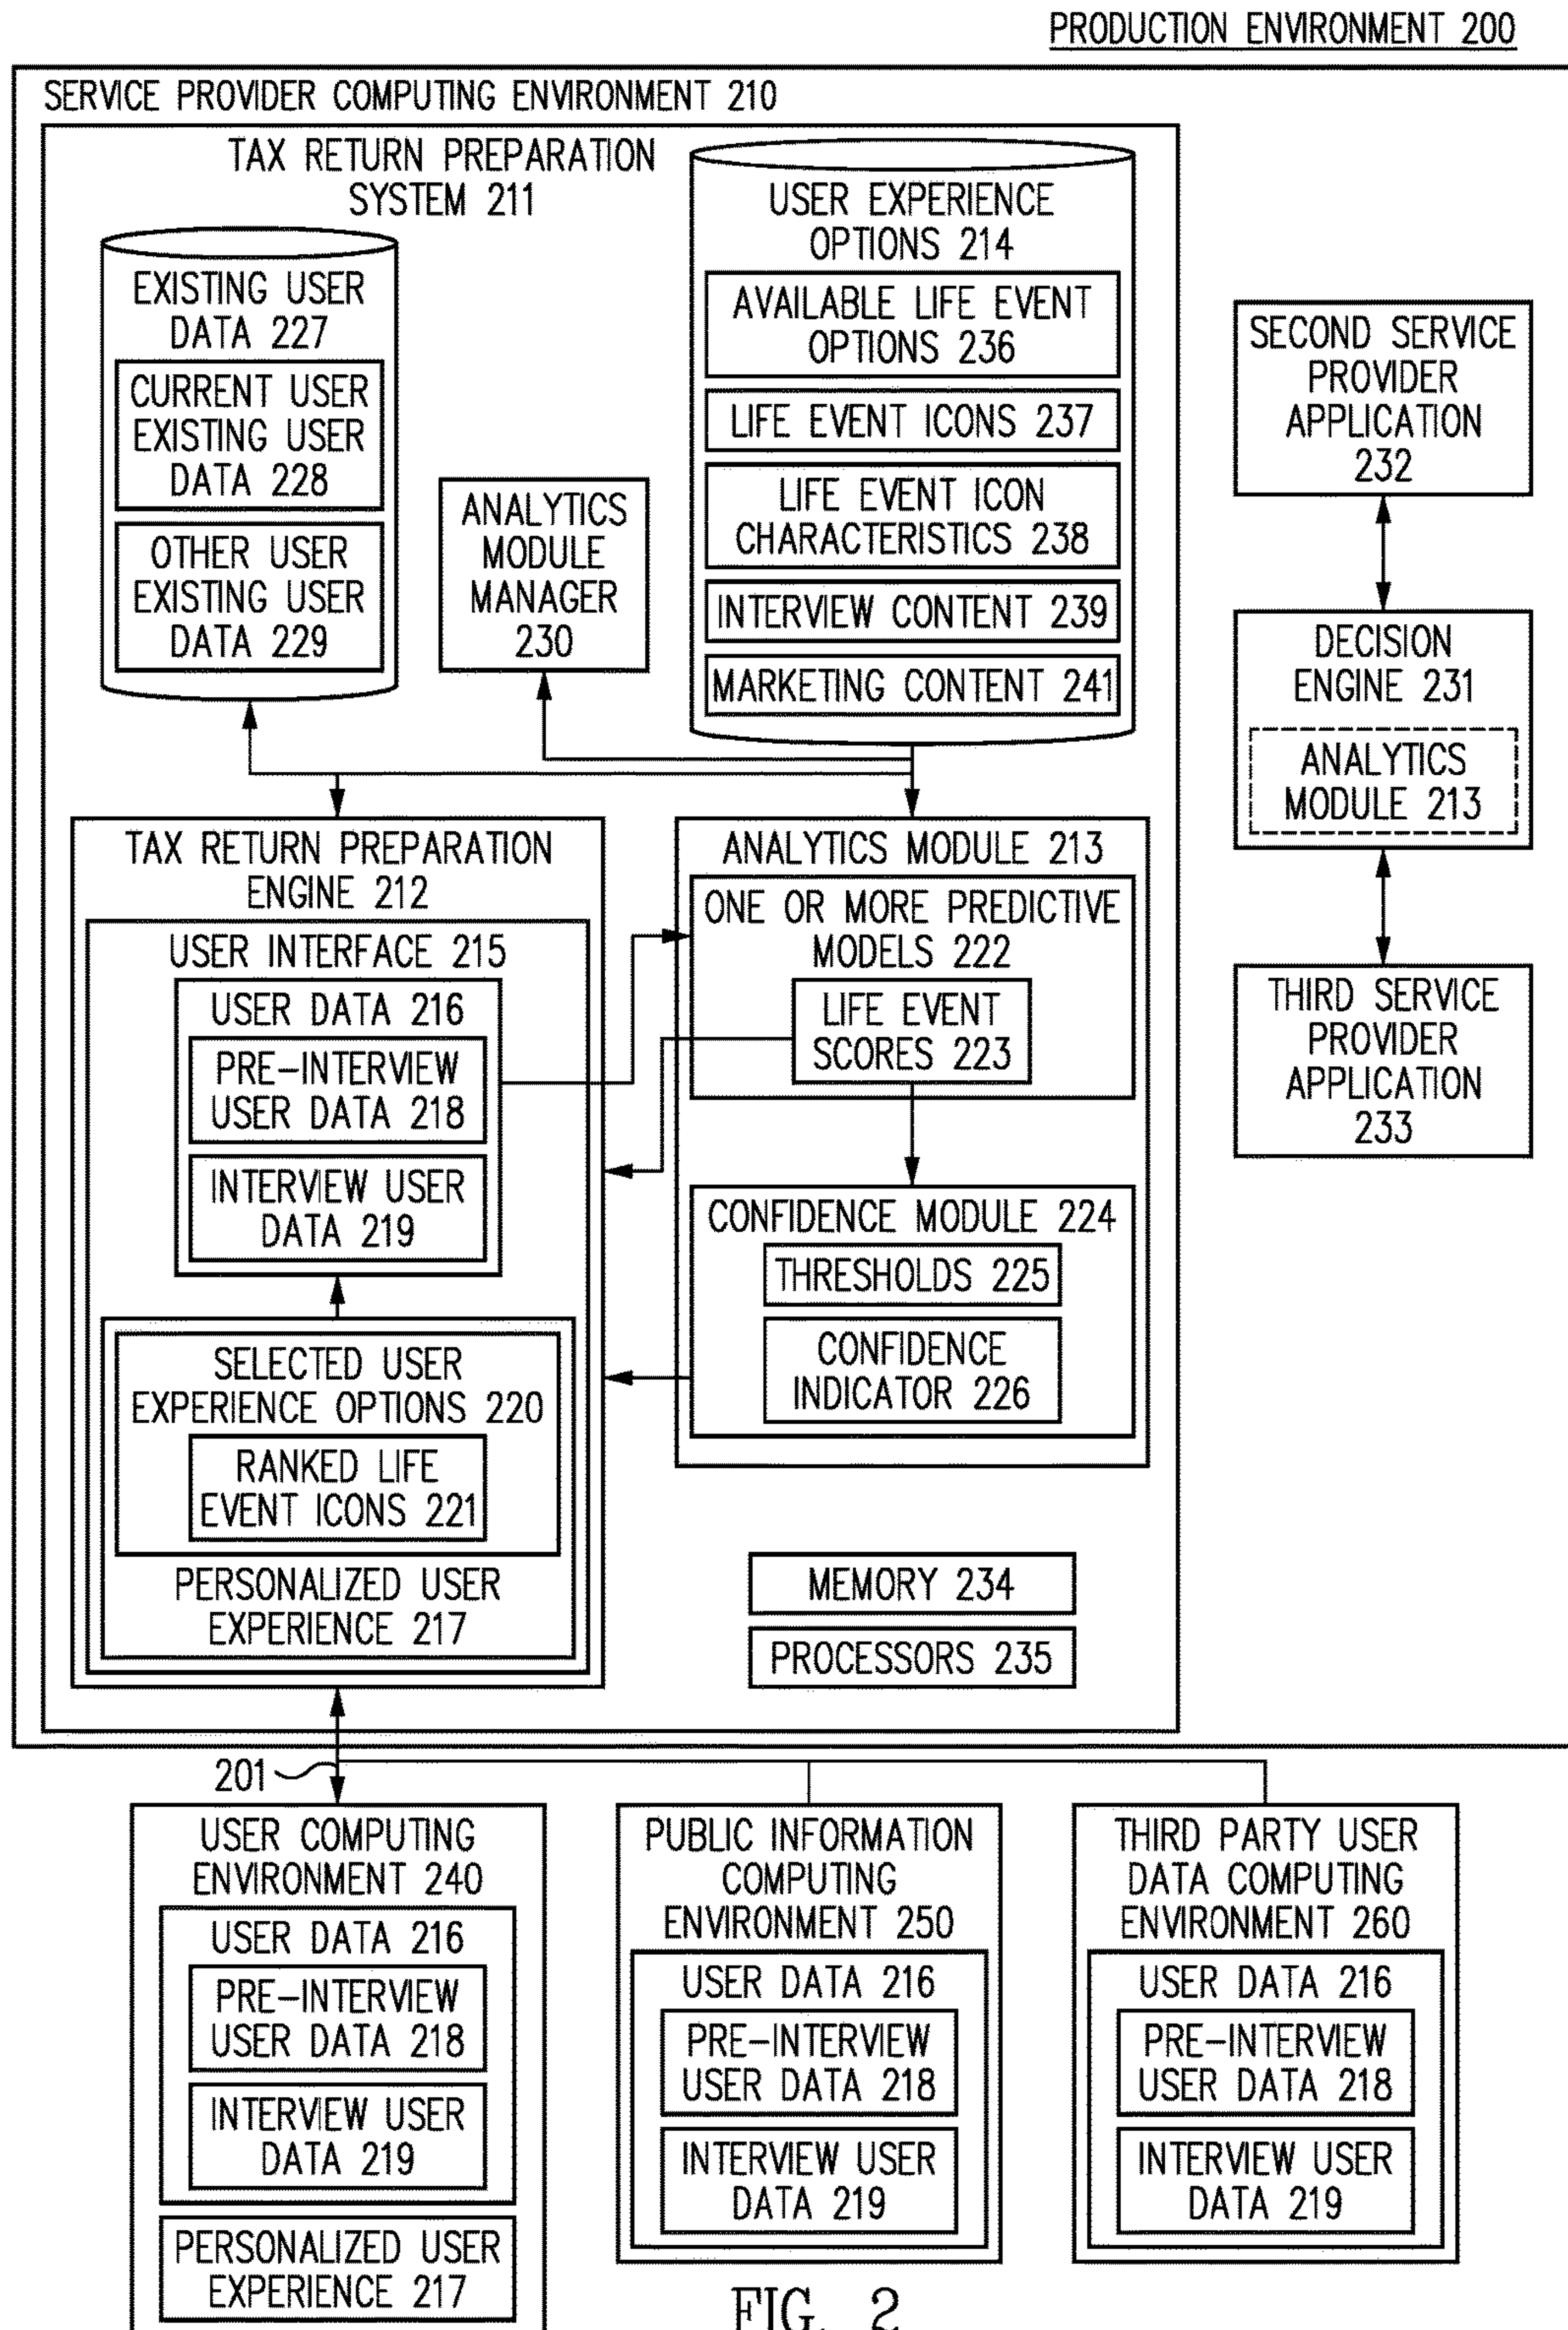 PRODUCTION ENVIRONMENT 200
SERVICE PROVIDER COMPUTING ENVIRONMENT 210
TAX RETURN PREPARATION
SYSTEM 211
EXISTING USER
DATA 227
CURRENT USER
EXISTING USER
DATA 228
OTHER USER
EXISTING USER
DATA 229
ANALYTICS
MODULE
MANAGER
230
USER EXPERIENCE
OPTIONS 214
AVAILABLE LIFE EVENT
OPTIONS 236
LIFE EVENT ICONS 237
LIFE EVENT ICON
CHARACTERISTICS 238
INTERVIEW CONTENT 239
MARKETING CONTENT 241
SECOND SERVICE
PROVIDER
APPLICATION
232
DECISION
ENGINE 231
ANALYTICS
MODULE 213
THIRD SERVICE
PROVIDER
APPLICATION
233
TAX RETURN PREPARATION
ENGINE 212
USER INTERFACE 215
USER DATA 216
PRE-INTERVIEW
USER DATA 218
INTERVIEW USER
DATA 219
SELECTED USER
EXPERIENCE OPTIONS 220
RANKED LIFE
EVENT ICONS 221
PERSONALIZED USER
EXPERIENCE 217
ANALYTICS MODULE 213
ONE OR MORE PREDICTIVE
MODELS 222
LIFE EVENT
SCORES 223
CONFIDENCE MODULE 224
THRESHOLDS 225
CONFIDENCE
INDICATOR 226
MEMORY 234
PROCESSORS 235
201
USER COMPUTING
ENVIRONMENT 240
USER DATA 216
PRE-INTERVIEW
USER DATA 218
INTERVIEW USER
DATA 219
PERSONALIZED USER
EXPERIENCE 217
PUBLIC INFORMATION
COMPUTING
ENVIRONMENT 250
USER DATA 216
PRE-INTERVIEW
USER DATA 218
INTERVIEW USER
DATA 219
THIRD PARTY USER
DATA COMPUTING
ENVIRONMENT 260
USER DATA 216
PRE-INTERVIEW
USER DATA 218
INTERVIEW USER
DATA 219
FIG. 2